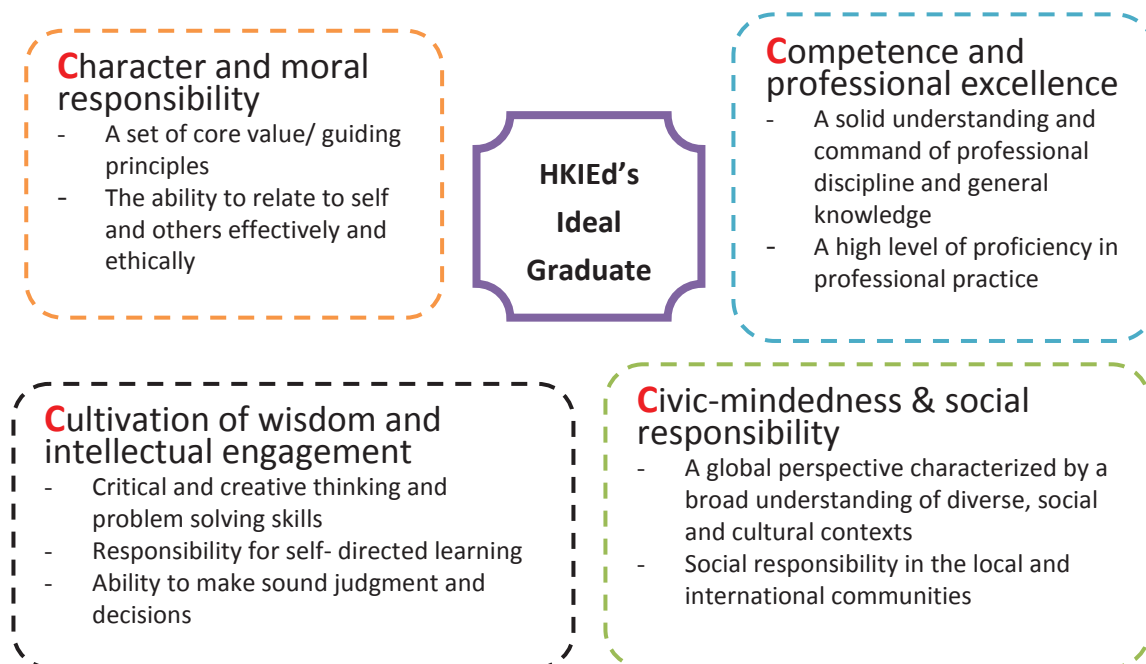 Character and moral
responsibility
- A set of core value/ guiding
principles
- The ability to relate to self
and others effectively and
ethically
HKIEd’s
Ideal
Graduate
Competence and
professional excellence
- A solid understanding and
command of professional
discipline and general
knowledge
- A high level of proficiency in
professional practice
Cultivation of wisdom and
intellectual engagement
- Critical and creative thinking and
problem solving skills
- Responsibility for self- directed learning
- Ability to make sound judgment and
decisions
Civic-mindedness & social
responsibility
- A global perspective characterized by a
broad understanding of diverse, social
and cultural contexts
- Social responsibility in the local and
international communities